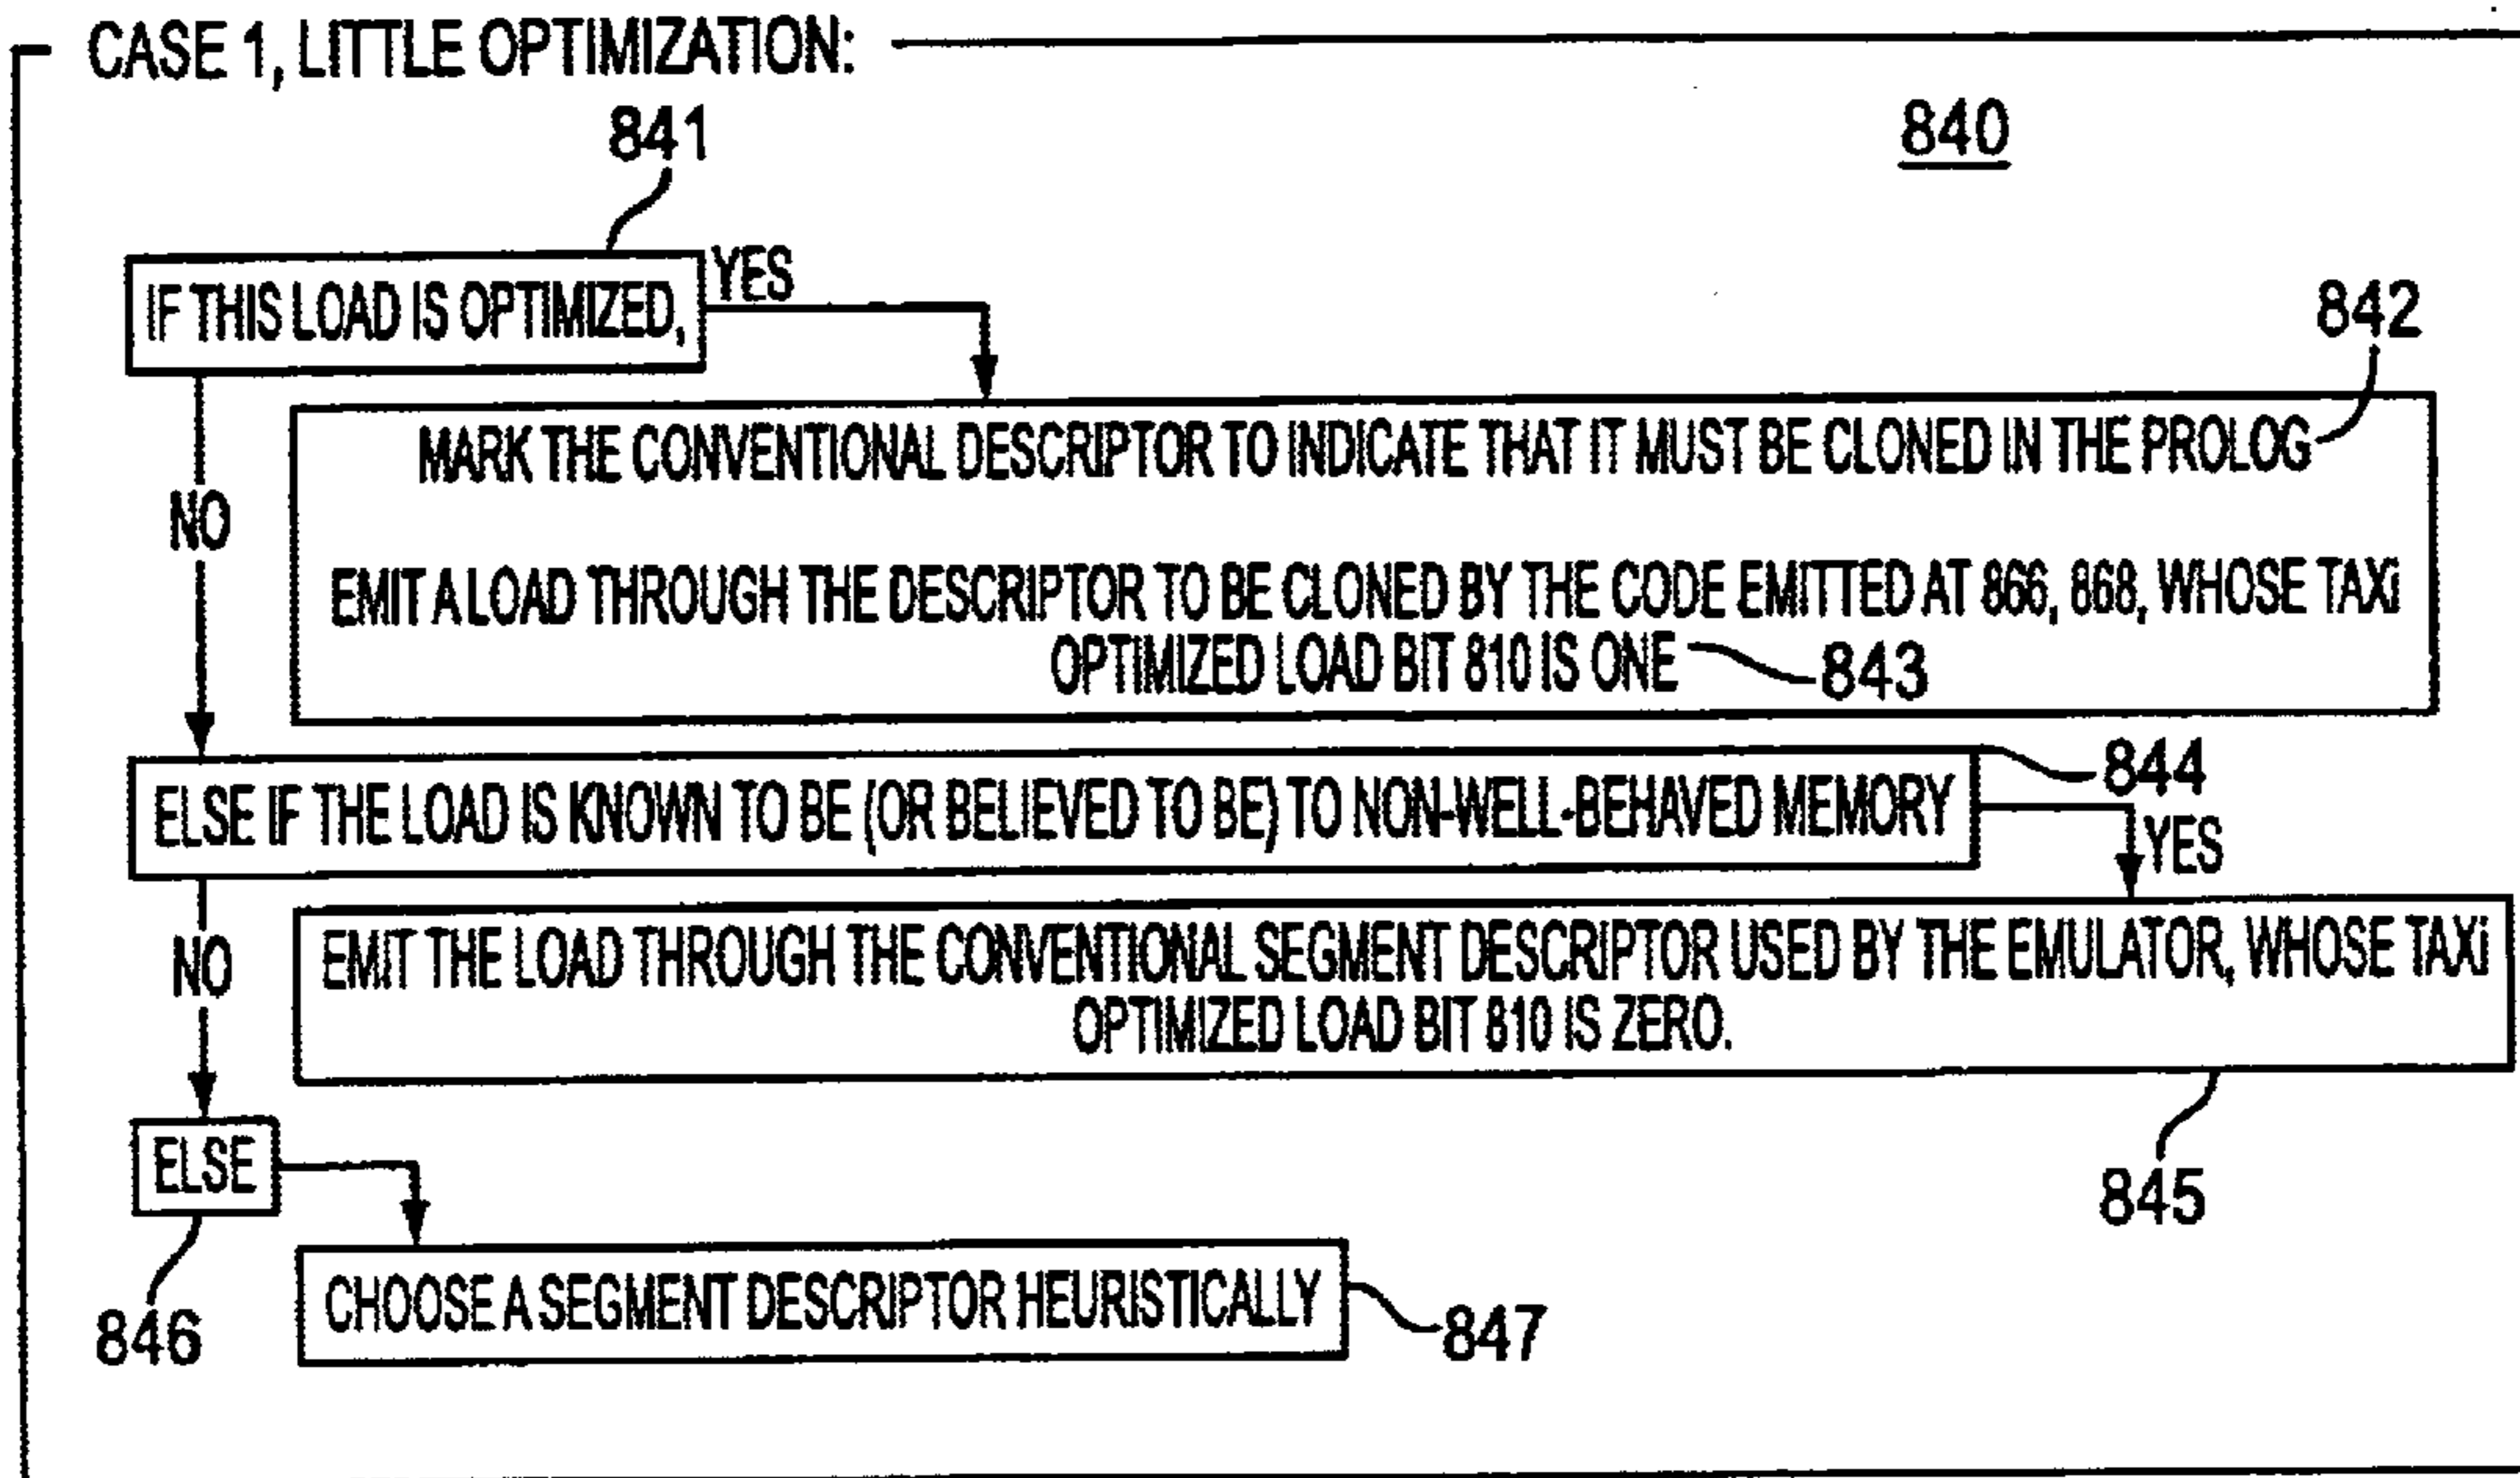 CASE 1, LITTLE OPTIMIZATION:
840
841
IF THIS LOAD IS OPTIMIZED,
YES
842
MARK THE CONVENTIONAL DESCRIPTOR TO INDICATE THAT IT MUST BE CLONED IN THE PROLOG
NO
EMIT A LOAD THROUGH THE DESCRIPTOR TO BE CLONED BY THE CODE EMITTED AT 866, 868, WHOSE TAXi
OPTIMIZED LOAD BIT 810 IS ONE
843
844
ELSE IF THE LOAD IS KNOWN TO BE (OR BELIEVED TO BE) TO NON-WELL-BEHAVED MEMORY
YES
NO
EMIT THE LOAD THROUGH THE CONVENTIONAL SEGMENT DESCRIPTOR USED BY THE EMULATOR, WHOSE TAXi
OPTIMIZED LOAD BIT 810 IS ZERO.
845
ELSE
846
CHOOSE A SEGMENT DESCRIPTOR HEURISTICALLY
847